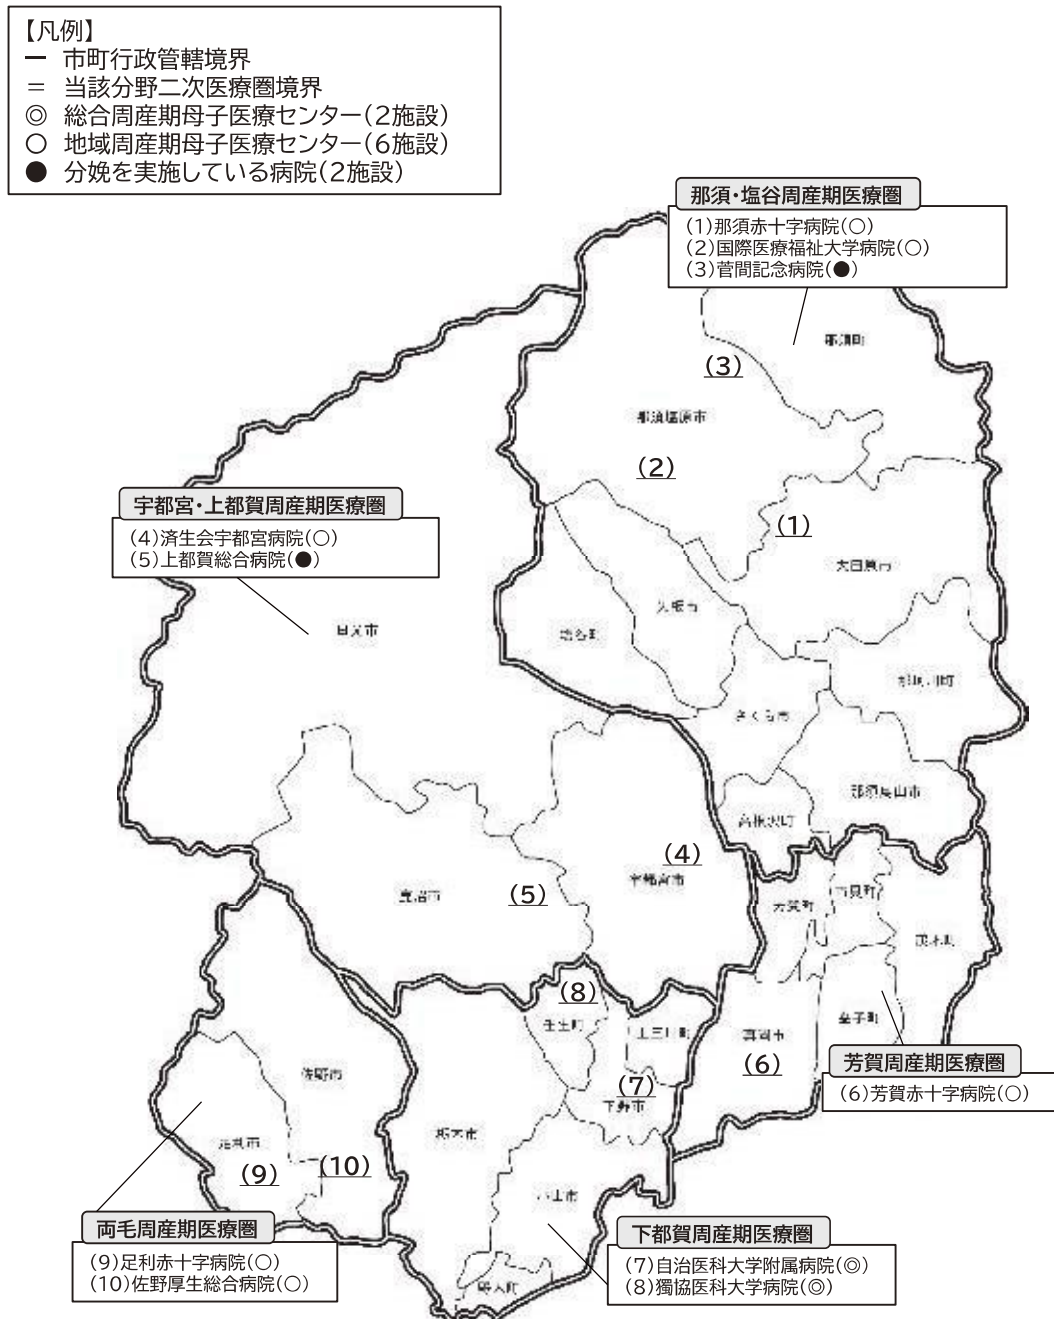 【凡例】
━ 市町行政管轄境界
＝ 当該分野二次医療圏境界
◎ 総合周産期母子医療センター(2施設)
○ 地域周産期母子医療センター(6施設)
● 分娩を実施している病院(2施設)
那須・塩谷周産期医療圏
(1)那須赤十字病院(○)
(2)国際医療福祉大学病院(○)
(3)菅間記念病院(●)
那須町
(3)
那須塩原市
(2)
宇都宮・上都賀周産期医療圏
(4)済生会宇都宮病院(○)
(5)上都賀総合病院(●)
(1)
大田原市
矢板市
塩谷町
日光市
那珂川町
さくら市
那須烏山市
高根沢町
(4)
宇都宮市
(5)
鹿沼市
市貝町
芳賀町
茂木町
(8)
壬生町
上三川町
真岡市
(6)
益子町
芳賀周産期医療圏
(6)芳賀赤十字病院(○)
(7)
下野市
佐野市
栃木市
足利市
(9)
(10)
小山市
両毛周産期医療圏
(9)足利赤十字病院(○)
(10)佐野厚生総合病院(○)
下都賀周産期医療圏
(7)自治医科大学附属病院(◎)
(8)獨協医科大学病院(◎)
野木町